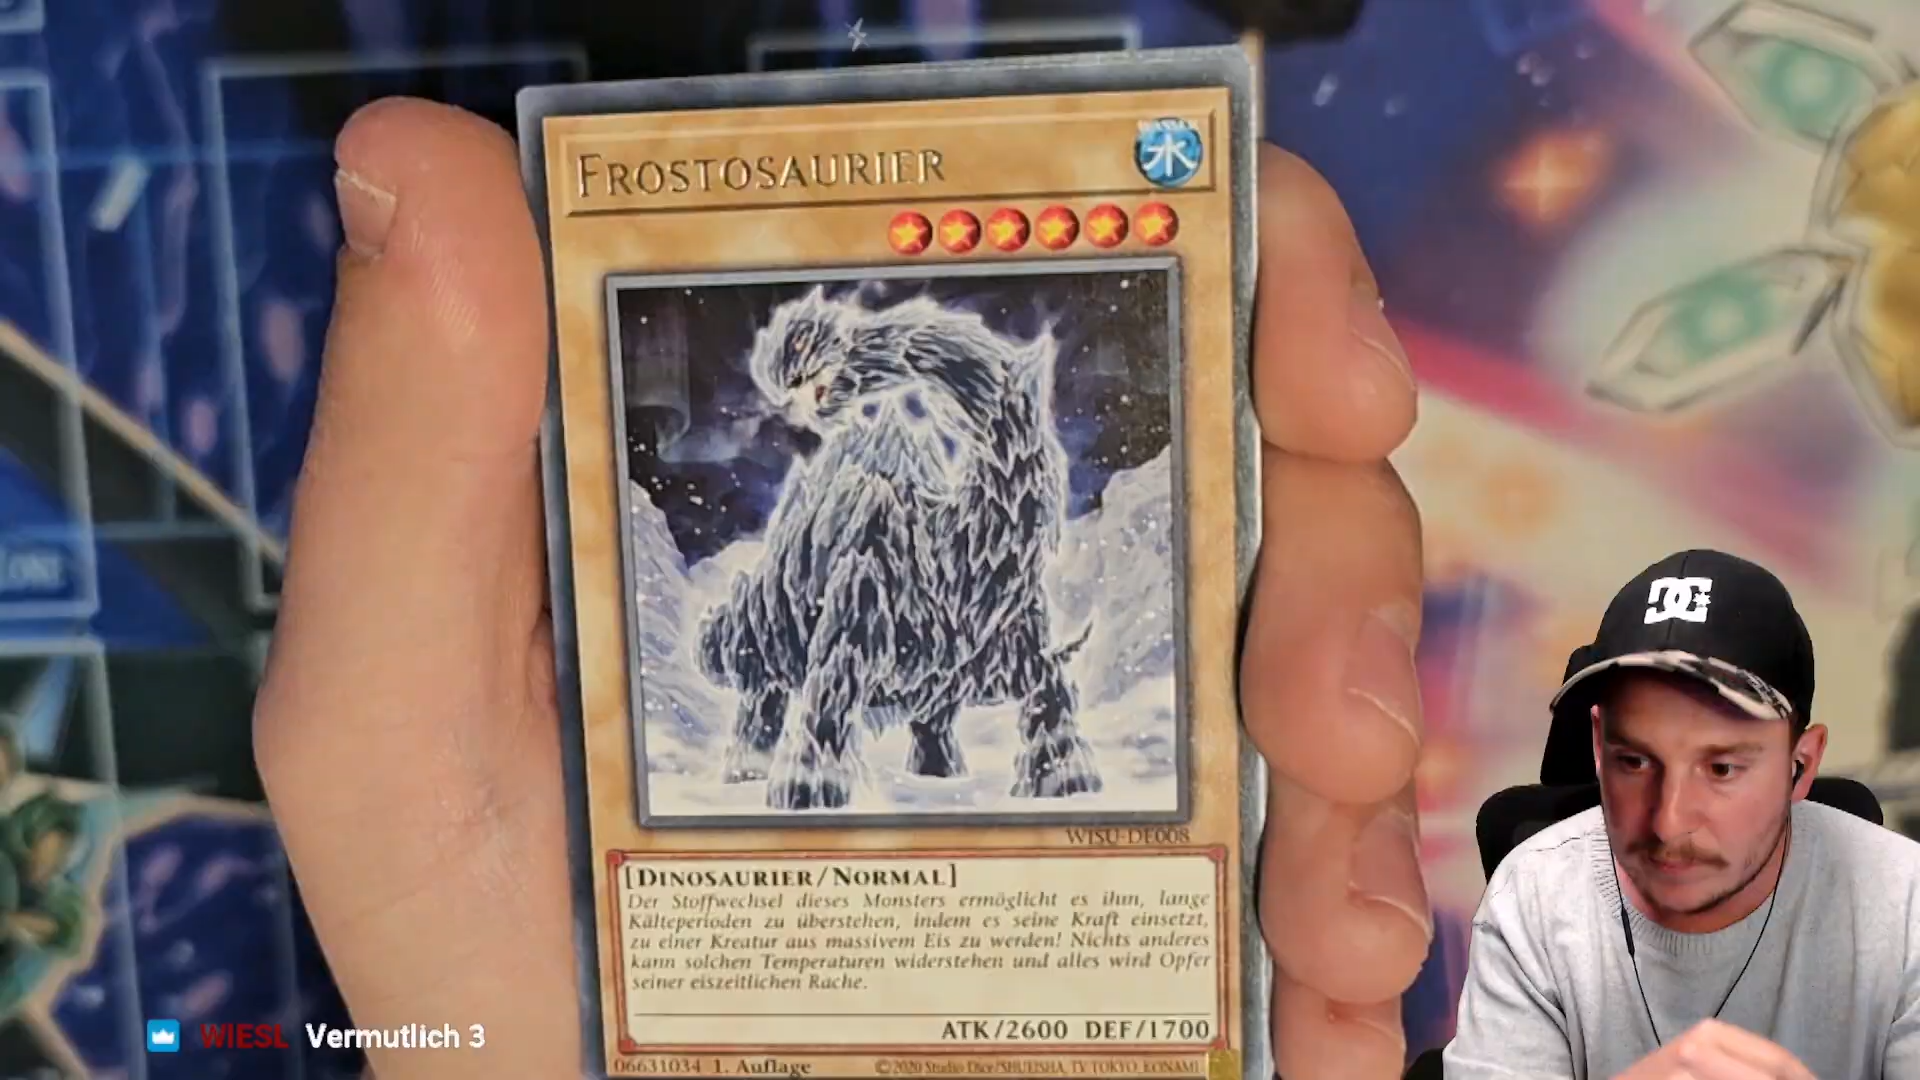 FROSTOSAURIER
WASSER
水
WISU-DE008
[DINOSAURIER/NORMAL]
Der Stoffwechsel dieses Monsters ermöglicht es ihm, lange
Kälteperioden zu überstehen, indem es seine Kraft einsetzt,
zu einer Kreatur aus massivem Eis zu werden! Nichts anderes
kann solchen Temperaturen widerstehen und alles wird Opfer
seiner eiszeitlichen Rache.
ATK/2600 DEF/1700
06631034 1. Auflage ©2020 Studio Dice/SHUEISHA, TV TOKYO, KONAMI
WIESL Vermutlich 3
DC